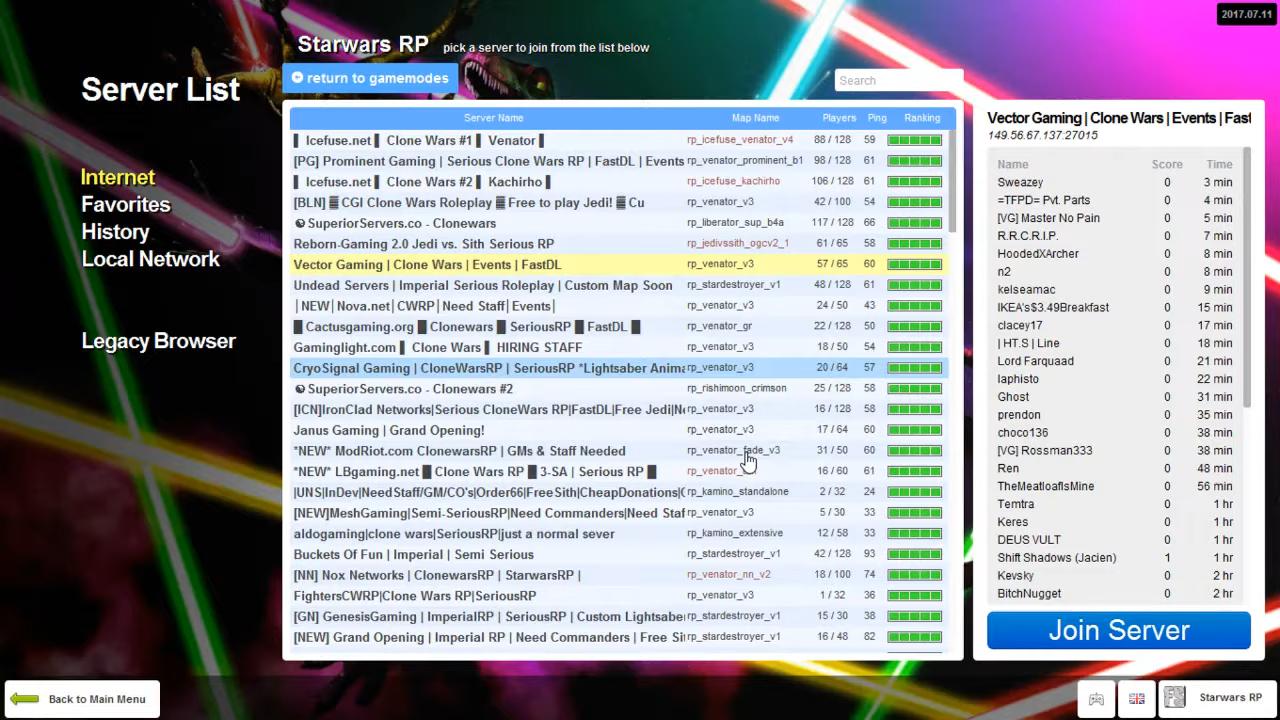 2017.07.11
Starwars RP pick a server to join from the list below
Server List
return to gamemodes
Search
Internet
Favorites
History
Local Network
Legacy Browser
Server Name Map Name Players Ping Ranking
Icefuse.net ▌ Clone Wars #1 ▌ Venator ▌ rp_icefuse_venator_v4 88 / 128 59
[PG] Prominent Gaming | Serious Clone Wars RP | FastDL | Events rp_venator_prominent_b1 98 / 128 61
▌ Icefuse.net ▌ Clone Wars #2 ▌ Kachirho ▌ rp_icefuse_kachirho 106 / 128 61
[BLN] ▓ CGI Clone Wars Roleplay ▓ Free to play Jedi! ▓ Cu rp_venator_v3 42 / 100 54
SuperiorServers.co - Clonewars rp_liberator_sup_b4a 117 / 128 66
Reborn-Gaming 2.0 Jedi vs. Sith Serious RP rp_jedivssith_ogcv2_1 61 / 65 58
Vector Gaming | Clone Wars | Events | FastDL rp_venator_v3 57 / 65 60
Undead Servers | Imperial Serious Roleplay | Custom Map Soon rp_stardestroyer_v1 48 / 128 61
│NEW│Nova.net│CWRP│Need Staff│Events│ rp_venator_v3 24 / 50 43
█ Cactusgaming.org █ Clonewars █ SeriousRP █ FastDL █ rp_venator_gr 22 / 128 50
Gaminglight.com ▌ Clone Wars ▌ HIRING STAFF rp_venator_v3 18 / 50 54
CryoSignal Gaming | CloneWarsRP | SeriousRP *Lightsaber Anima rp_venator_v3 20 / 64 57
SuperiorServers.co - Clonewars #2 rp_rishimoon_crimson 25 / 128 58
[ICN]IronClad Networks|Serious CloneWars RP|FastDL|Free Jedi|Ne rp_venator_v3 16 / 128 58
Janus Gaming | Grand Opening! rp_venator_v3 17 / 64 60
*NEW* ModRiot.com ClonewarsRP | GMs & Staff Needed rp_venator_fade_v3 31 / 50 60
*NEW* LBgaming.net █ Clone Wars RP █ 3-SA | Serious RP █ rp_venator 16 / 60 61
|UNS|InDev|NeedStaff/GM/CO's|Order66|FreeSith|CheapDonations|C rp_kamino_standalone 2 / 32 24
[NEW]MeshGaming|Semi-SeriousRP|Need Commanders|Need Staf rp_venator_v3 5 / 30 33
aldogaming|clone wars|SeriousRP|just a normal sever rp_kamino_extensive 12 / 58 33
Buckets Of Fun | Imperial | Semi Serious rp_stardestroyer_v1 42 / 128 93
[NN] Nox Networks | ClonewarsRP | StarwarsRP | rp_venator_nn_v2 18 / 100 74
FightersCWRP|Clone Wars RP|SeriousRP rp_venator_v3 1 / 32 36
[GN] GenesisGaming | ImperialRP | SeriousRP | Custom Lightsaber rp_stardestroyer_v1 15 / 30 38
[NEW] Grand Opening | Imperial RP | Need Commanders | Free Si rp_stardestroyer_v1 16 / 48 82
Vector Gaming | Clone Wars | Events | Fast
149.56.67.137:27015
Name Score Time
Sweazey 0 3 min
=TFPD= Pvt. Parts 0 4 min
[VG] Master No Pain 0 5 min
R.R.C.R.I.P. 0 7 min
HoodedXArcher 0 8 min
n2 0 8 min
kelseamac 0 9 min
IKEA's$3.49Breakfast 0 15 min
clacey17 0 17 min
| HT.S | Line 0 18 min
Lord Farquaad 0 21 min
laphisto 0 22 min
Ghost 0 31 min
prendon 0 35 min
choco136 0 38 min
[VG] Rossman333 0 38 min
Ren 0 48 min
TheMeatloafIsMine 0 56 min
Temtra 0 1 hr
Keres 0 1 hr
DEUS VULT 0 1 hr
Shift Shadows (Jacien) 1 1 hr
Kevsky 0 2 hr
BitchNugget 0 2 hr
Join Server
Back to Main Menu
Starwars RP